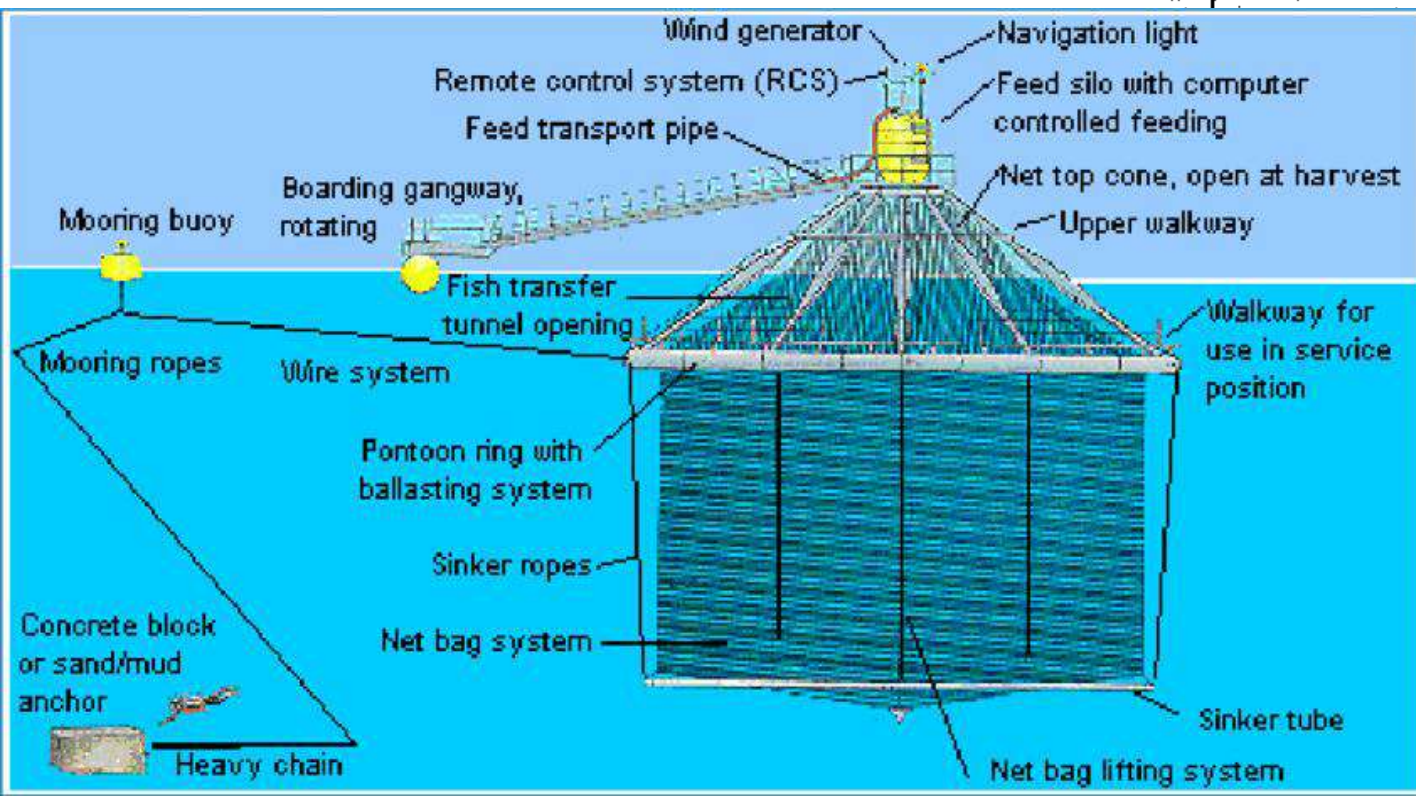 Wind generator
Navigation light
Remote control system (RCS)
Feed silo with computer
controlled feeding
Feed transport pipe
Net top cone, open at harvest
Boarding gangway,
rotating
Mooring buoy
Upper walkway
Fish transfer
tunnel opening
Walkway for
use in service
position
Mooring ropes
Wire system
Pontoon ring with
ballasting system
Sinker ropes
Net bag system
Concrete block
or sand/mud
anchor
Heavy chain
Sinker tube
Net bag lifting system